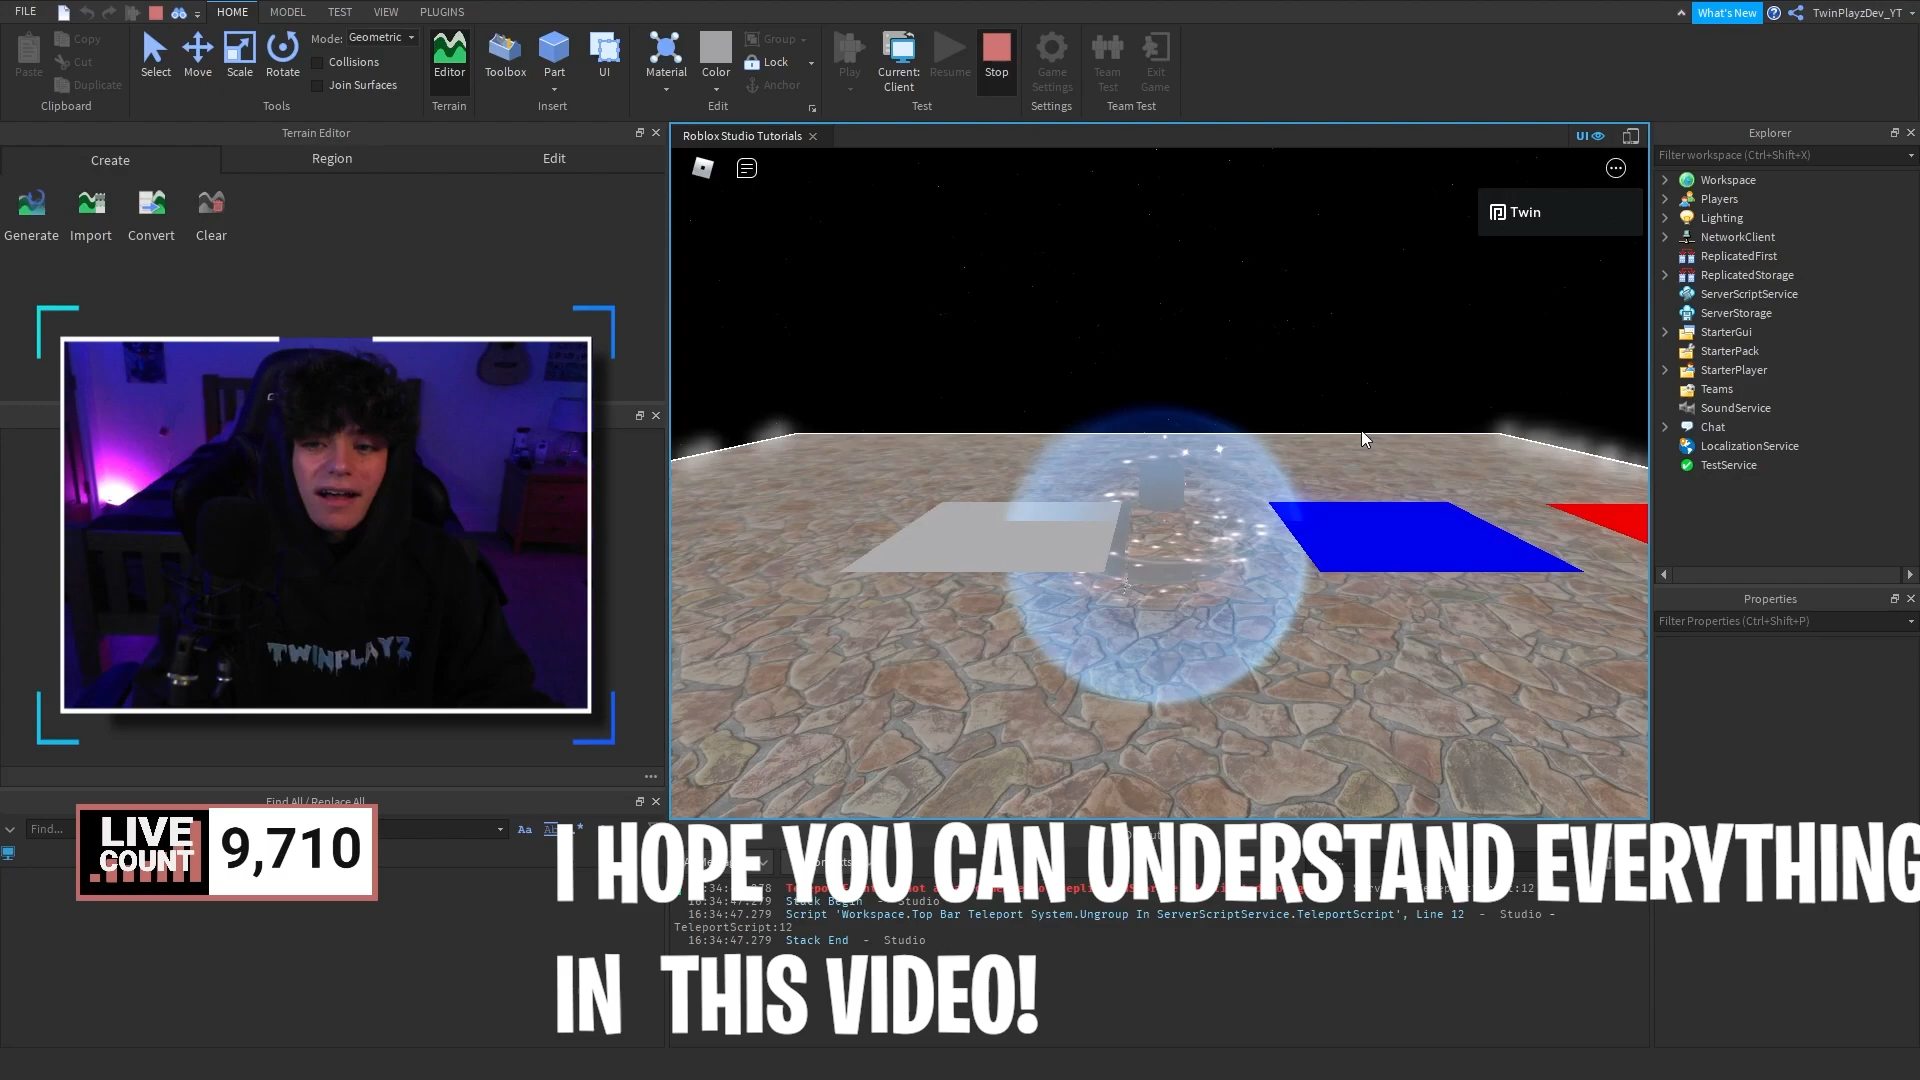 FILE
HOME
MODEL
TEST
VIEW
PLUGINS
What's New
TwinPlayzDev_YT
Paste
Copy
Cut
Duplicate
Clipboard
Select
Move
Scale
Rotate
Mode: Geometric
Collisions
Join Surfaces
Tools
Editor
Terrain
Toolbox
Part
UI
Insert
Material
Color
Group
Lock
Anchor
Edit
Play
Current:
Client
Resume
Stop
Test
Game
Settings
Settings
Team
Test
Exit
Game
Team Test
Terrain Editor
Create
Region
Edit
Generate
Import
Convert
Clear
TWINPLAYZ
Find All / Replace All
Find...
Aa
LIVE
COUNT
9,710
Roblox Studio Tutorials
UI
Twin
Explorer
Filter workspace (Ctrl+Shift+X)
Workspace
Players
Lighting
NetworkClient
ReplicatedFirst
ReplicatedStorage
ServerScriptService
ServerStorage
StarterGui
StarterPack
StarterPlayer
Teams
SoundService
Chat
LocalizationService
TestService
Properties
Filter Properties (Ctrl+Shift+P)
I HOPE YOU CAN UNDERSTAND EVERYTHING
IN THIS VIDEO!
16:34:47.279 Stack Begin - Studio
16:34:47.279 Script 'Workspace.Top Bar Teleport System.Ungroup In ServerScriptService.TeleportScript', Line 12 - Studio -
TeleportScript:12
16:34:47.279 Stack End - Studio